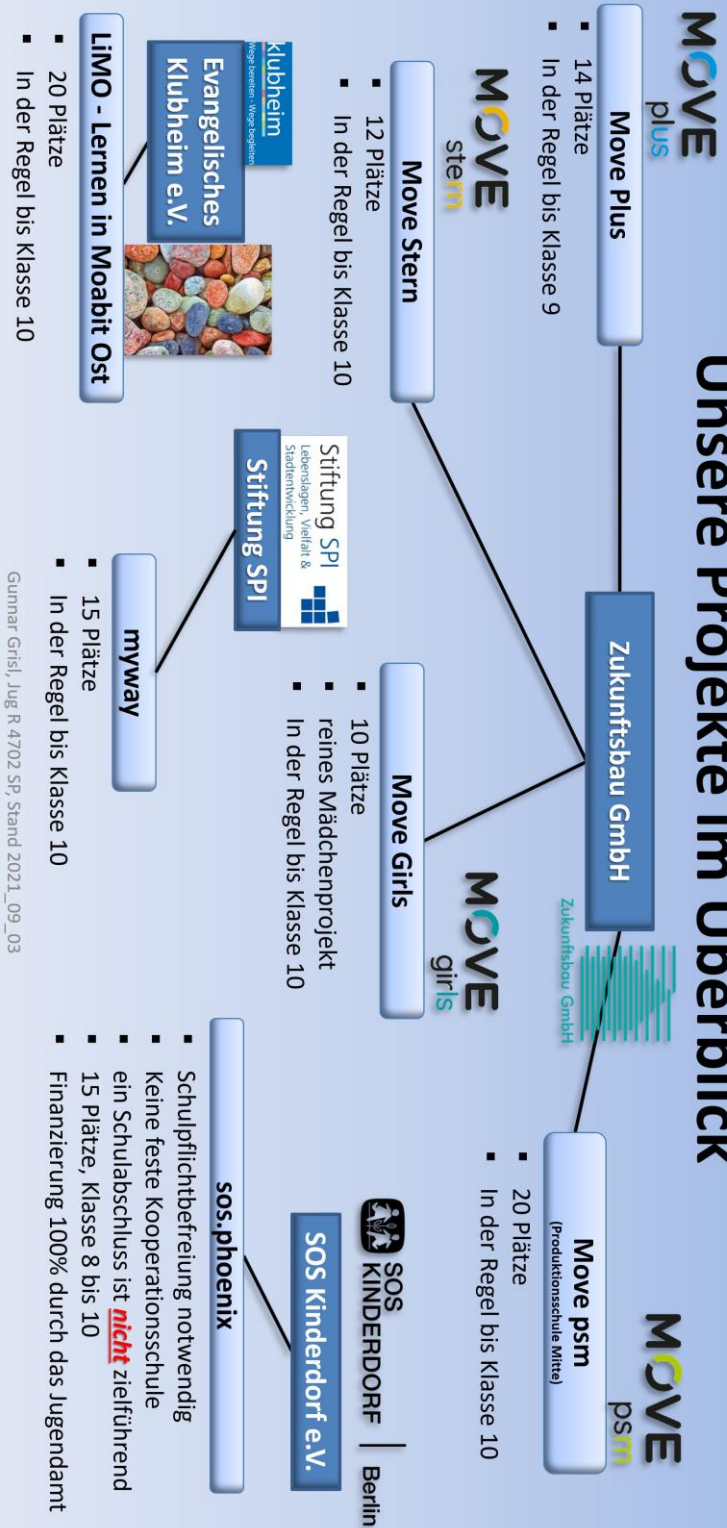 Unsere Projekte im Überblick
MOVE
plus
Move Plus
▪ 14 Plätze
▪ In der Regel bis Klasse 9
Zukunftsbau GmbH
Zukunftsbau GmbH
MOVE
psm
Move psm
(Produktionsschule Mitte)
▪ 20 Plätze
▪ In der Regel bis Klasse 10
MOVE
stern
Move Stern
▪ 12 Plätze
▪ In der Regel bis Klasse 10
MOVE
girls
Move Girls
▪ 10 Plätze
▪ reines Mädchenprojekt
▪ In der Regel bis Klasse 10
klubheim
Wege bereiten - Wege begleiten
Evangelisches
Klubheim e.V.
LiMO - Lernen in Moabit Ost
▪ 20 Plätze
▪ In der Regel bis Klasse 10
Stiftung SPI
Lebenslagen, Vielfalt &
Stadtentwicklung
Stiftung SPI
myway
▪ 15 Plätze
▪ In der Regel bis Klasse 10
SOS
KINDERDORF | Berlin
SOS Kinderdorf e.V.
sos.phoenix
▪ Schulpflichtbefreiung notwendig
▪ Keine feste Kooperationsschule
▪ ein Schulabschluss ist nicht zielführend
▪ 15 Plätze, Klasse 8 bis 10
▪ Finanzierung 100% durch das Jugendamt
Gunnar Grisl, Jug R 4702 SP, Stand 2021_09_03